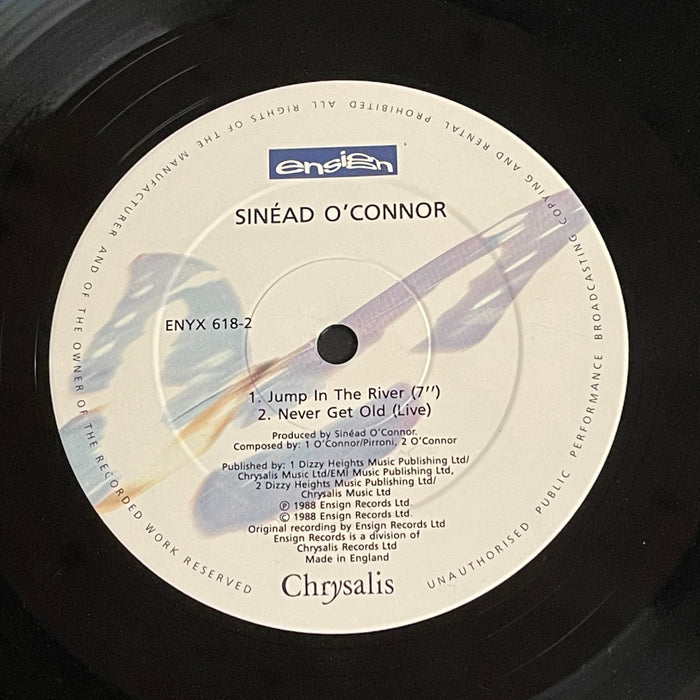 ensign
SINÉAD O'CONNOR
ENYX 618-2
1. Jump In The River (7'')
2. Never Get Old (Live)
Produced by Sinéad O'Connor.
Composed by: 1 O'Connor/Pirroni, 2 O'Connor
Published by: 1 Dizzy Heights Music Publishing Ltd/
Chrysalis Music Ltd/EMI Music Publishing Ltd,
2 Dizzy Heights Music Publishing Ltd/
Chrysalis Music Ltd
℗ 1988 Ensign Records Ltd.
© 1988 Ensign Records Ltd.
Original recording by Ensign Records Ltd
Ensign Records is a division of
Chrysalis Records Ltd
Made in England
Chrysalis
ALL RIGHTS OF THE MANUFACTURER AND OF THE OWNER OF THE RECORDED WORK RESERVED
UNAUTHORISED PUBLIC PERFORMANCE BROADCASTING COPYING AND RENTAL PROHIBITED